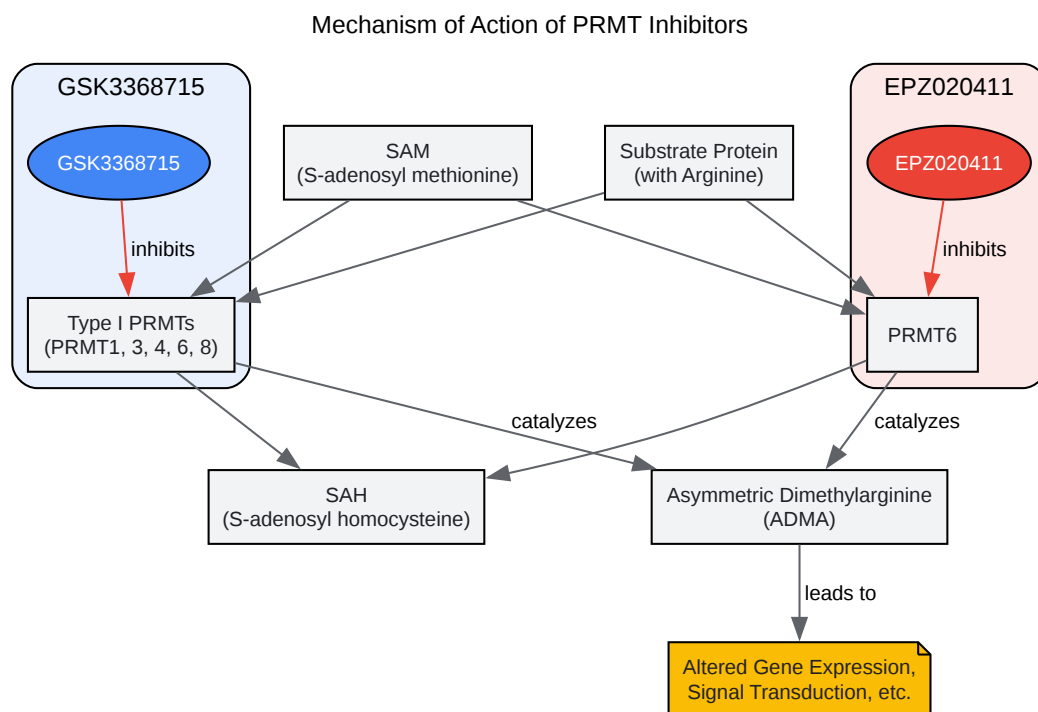 Mechanism of Action of PRMT Inhibitors
GSK3368715
EPZ020411
GSK3368715
SAM
(S-adenosyl methionine)
Substrate Protein
(with Arginine)
EPZ020411
inhibits
inhibits
Type I PRMTs
(PRMT1, 3, 4, 6, 8)
PRMT6
catalyzes
catalyzes
SAH
(S-adenosyl homocysteine)
Asymmetric Dimethylarginine
(ADMA)
leads to
Altered Gene Expression,
Signal Transduction, etc.